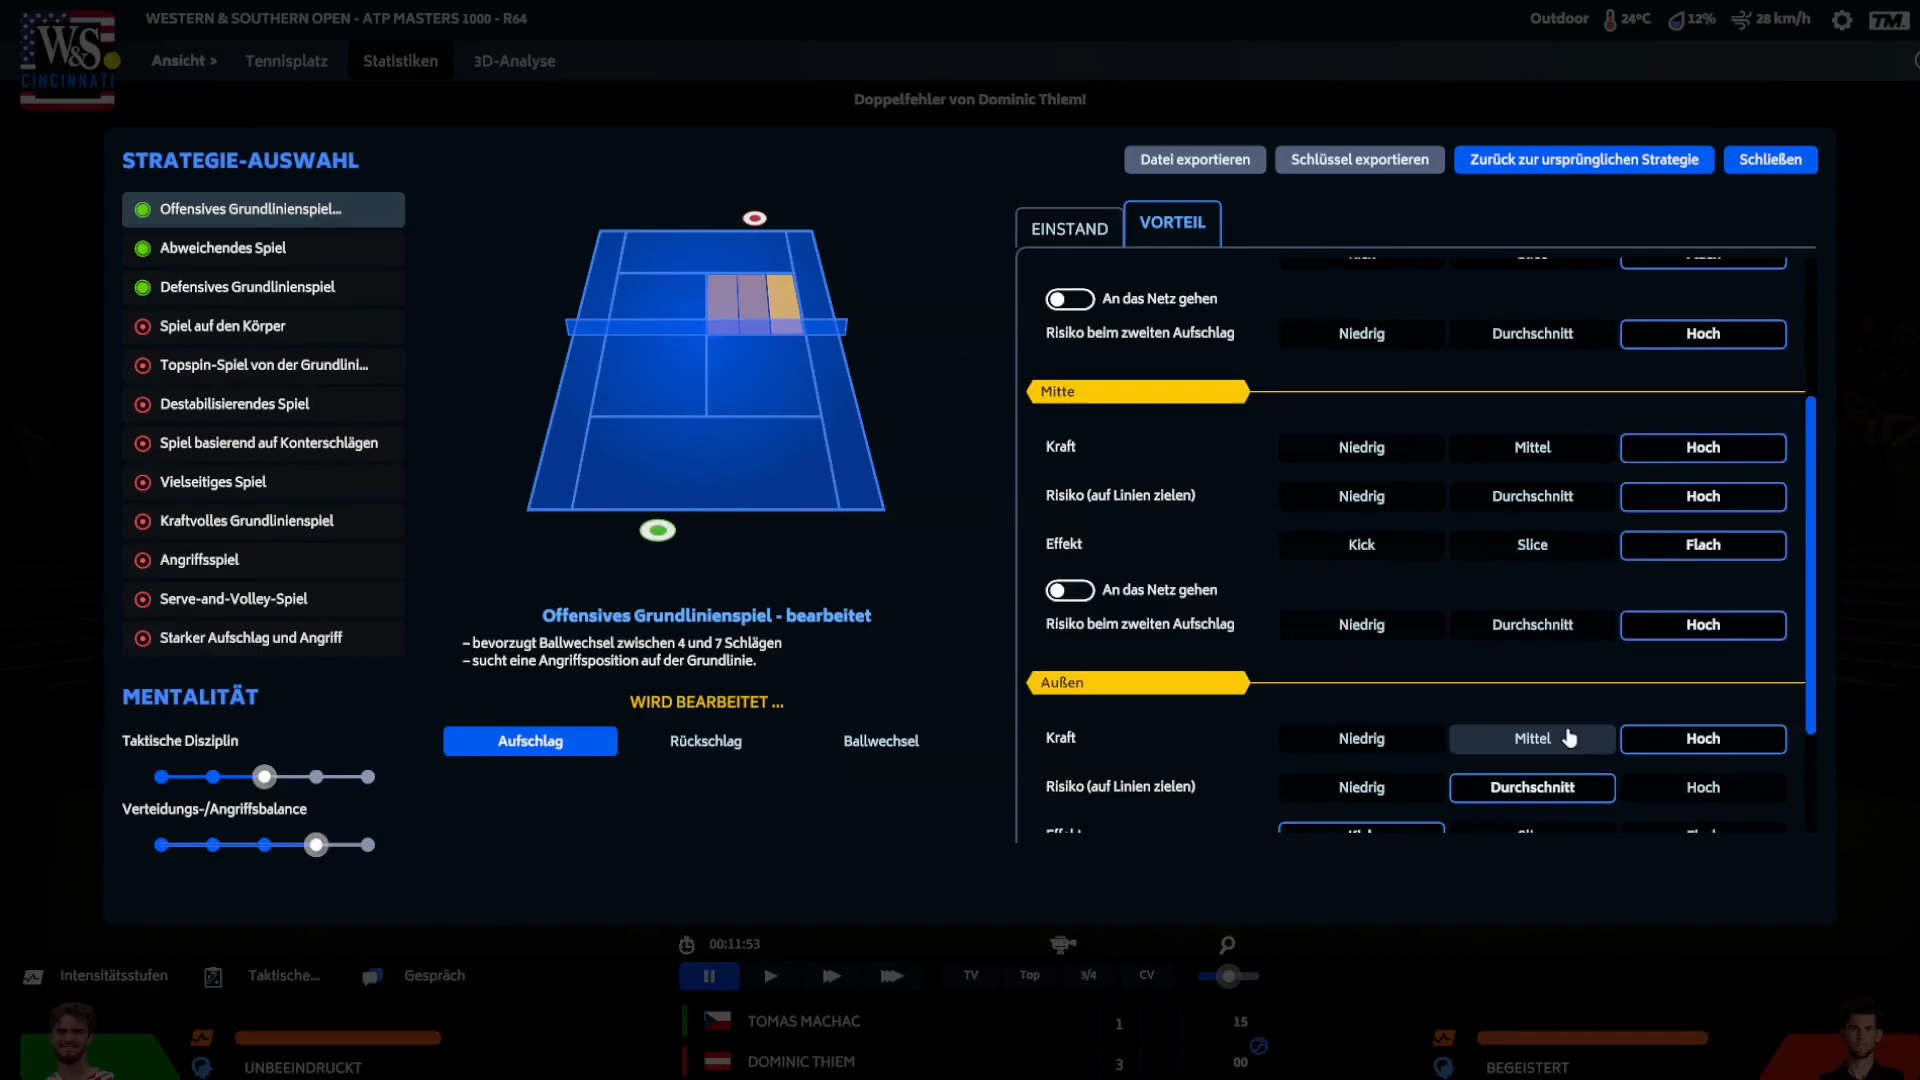 WESTERN & SOUTHERN OPEN - ATP MASTERS 1000 - R64
Outdoor 24°C 12% 28 km/h TM.
W&S
CINCINNATI
Ansicht > Tennisplatz Statistiken 3D-Analyse
Doppelfehler von Dominic Thiem!
STRATEGIE-AUSWAHL
Datei exportieren Schlüssel exportieren Zurück zur ursprünglichen Strategie Schließen
Offensives Grundlinienspiel...
Abweichendes Spiel
Defensives Grundlinienspiel
Spiel auf den Körper
Topspin-Spiel von der Grundlini...
Destabilisierendes Spiel
Spiel basierend auf Konterschlägen
Vielseitiges Spiel
Kraftvolles Grundlinienspiel
Angriffsspiel
Serve-and-Volley-Spiel
Starker Aufschlag und Angriff
MENTALITÄT
Taktische Disziplin
Verteidungs-/Angriffsbalance
Offensives Grundlinienspiel - bearbeitet
– bevorzugt Ballwechsel zwischen 4 und 7 Schlägen
– sucht eine Angriffsposition auf der Grundlinie.
WIRD BEARBEITET ...
Aufschlag Rückschlag Ballwechsel
EINSTAND VORTEIL
An das Netz gehen
Risiko beim zweiten Aufschlag Niedrig Durchschnitt Hoch
Mitte
Kraft Niedrig Mittel Hoch
Risiko (auf Linien zielen) Niedrig Durchschnitt Hoch
Effekt Kick Slice Flach
An das Netz gehen
Risiko beim zweiten Aufschlag Niedrig Durchschnitt Hoch
Außen
Kraft Niedrig Mittel Hoch
Risiko (auf Linien zielen) Niedrig Durchschnitt Hoch
00:11:53
Intensitätsstufen Taktische... Gespräch
TV Top 3/4 CV
TOMAS MACHAC 1 15
DOMINIC THIEM 3 00
UNBEEINDRUCKT
BEGEISTERT